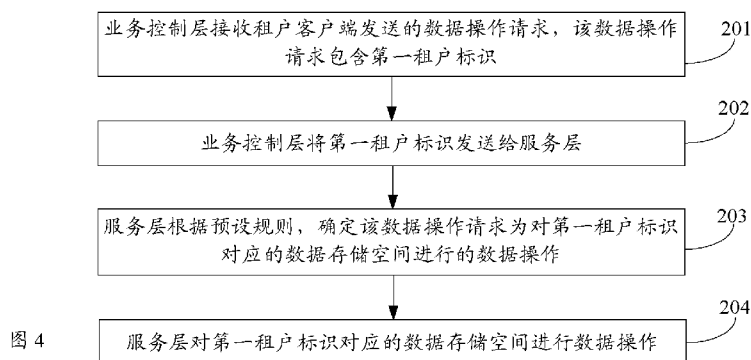 业务控制层接收租户客户端发送的数据操作请求，该数据操作
请求包含第一租户标识
201
业务控制层将第一租户标识发送给服务层
202
服务层根据预设规则，确定该数据操作请求为对第一租户标识
对应的数据存储空间进行的数据操作
203
服务层对第一租户标识对应的数据存储空间进行数据操作
204
图 4